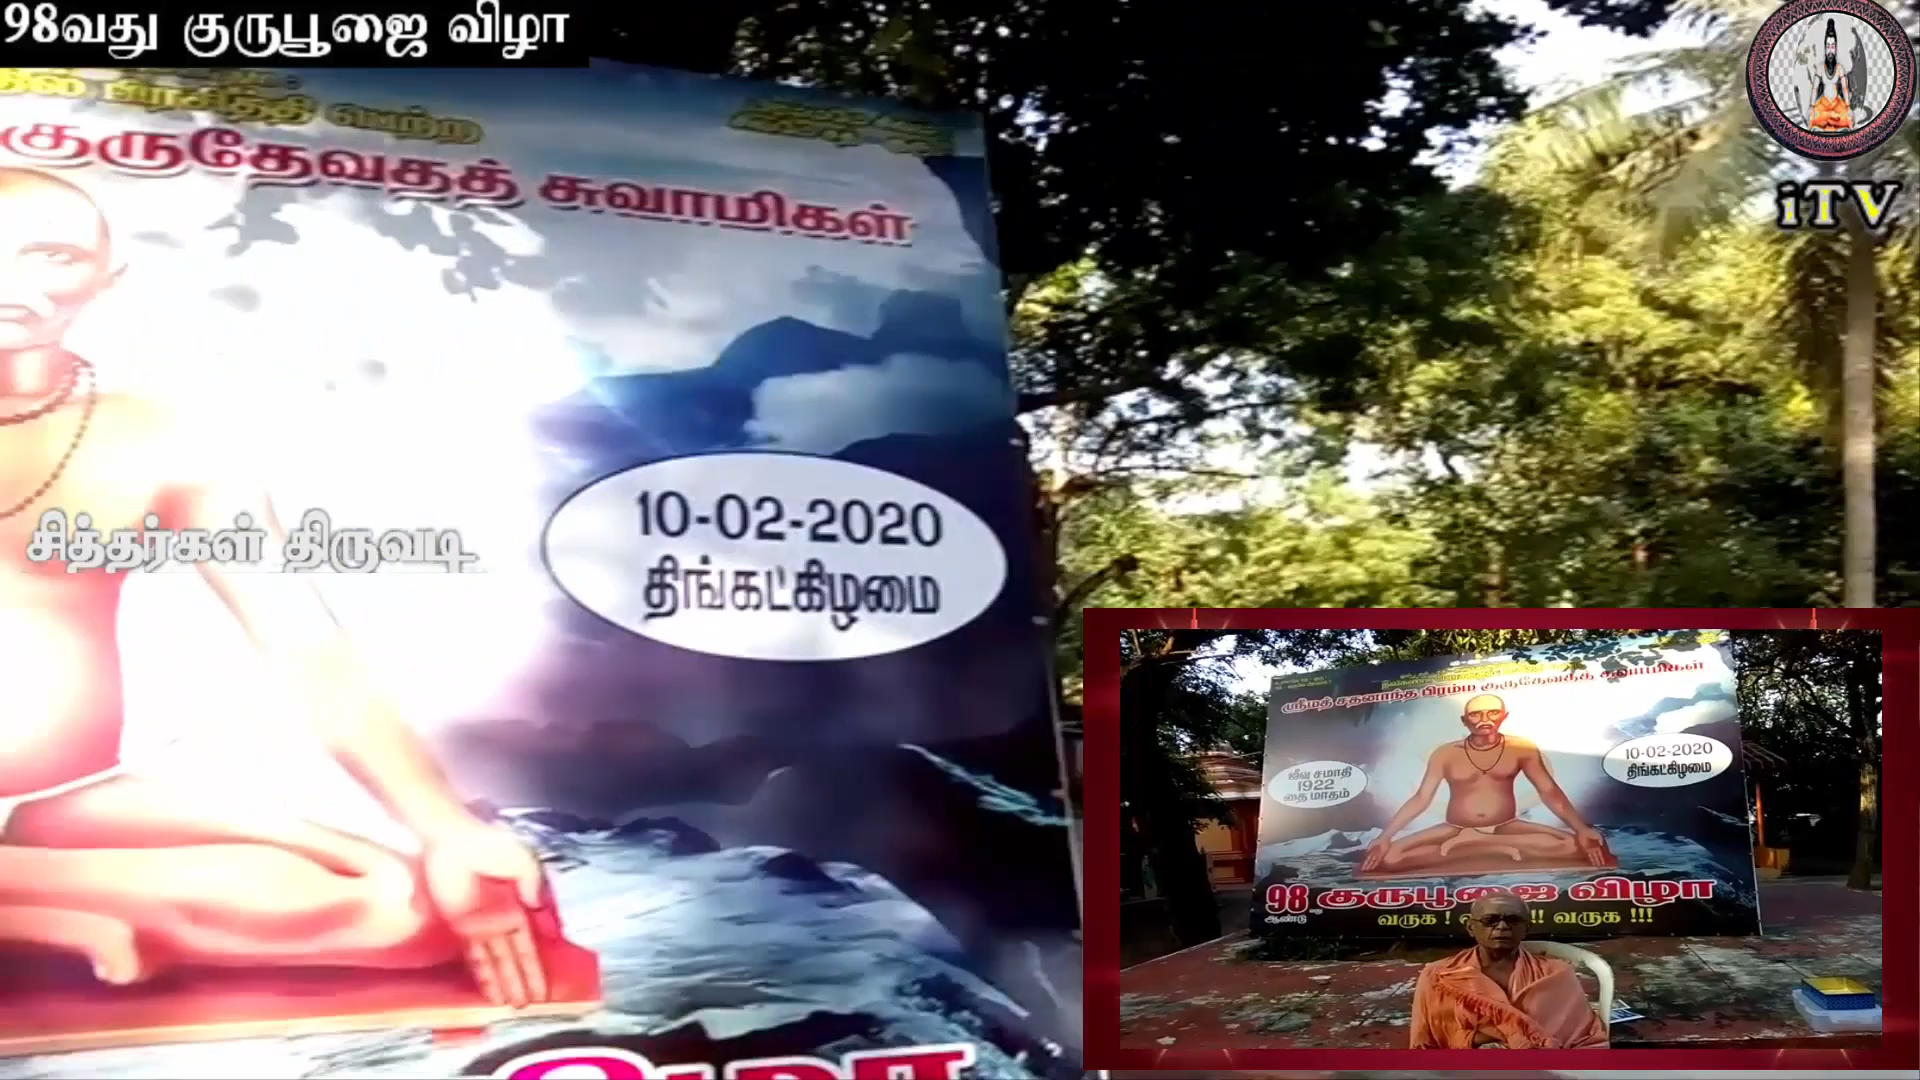 98வது குருபூஜை விழா
பெற்ற
குருதேவதத் சுவாமிகள்
iTV
10-02-2020
திங்கட்கிழமை
சித்தர்கள் திருவடி
ஸ்ரீமத் சதானந்த பிரம்ம குருதேவதத் சுவாமிகள்
ஜீவ சமாதி
1922
தை மாதம்
10-02-2020
திங்கட்கிழமை
98 குருபூஜை விழா
ஆண்டு
வருக ! !! வருக !!!